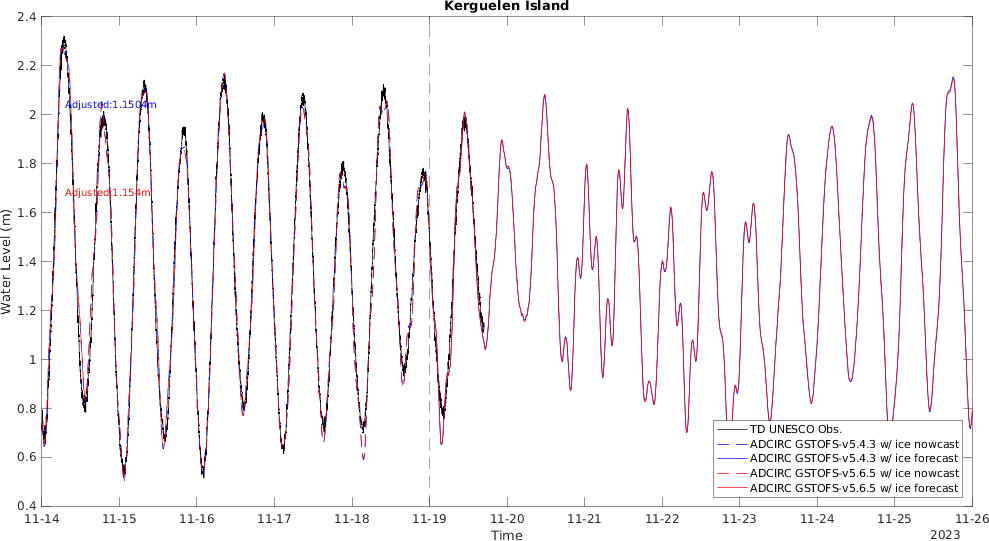 Kerguelen Island
2.4
2.2
2
1.8
1.6
1.4
1.2
1
0.8
0.6
0.4
Water Level (m)
Adjusted:1.1504m
Adjusted:1.154m
TD UNESCO Obs.
ADCIRC GSTOFS-v5.4.3 w/ ice nowcast
ADCIRC GSTOFS-v5.4.3 w/ ice forecast
ADCIRC GSTOFS-v5.6.5 w/ ice nowcast
ADCIRC GSTOFS-v5.6.5 w/ ice forecast
11-14 11-15 11-16 11-17 11-18 11-19 11-20 11-21 11-22 11-23 11-24 11-25 11-26
Time
2023